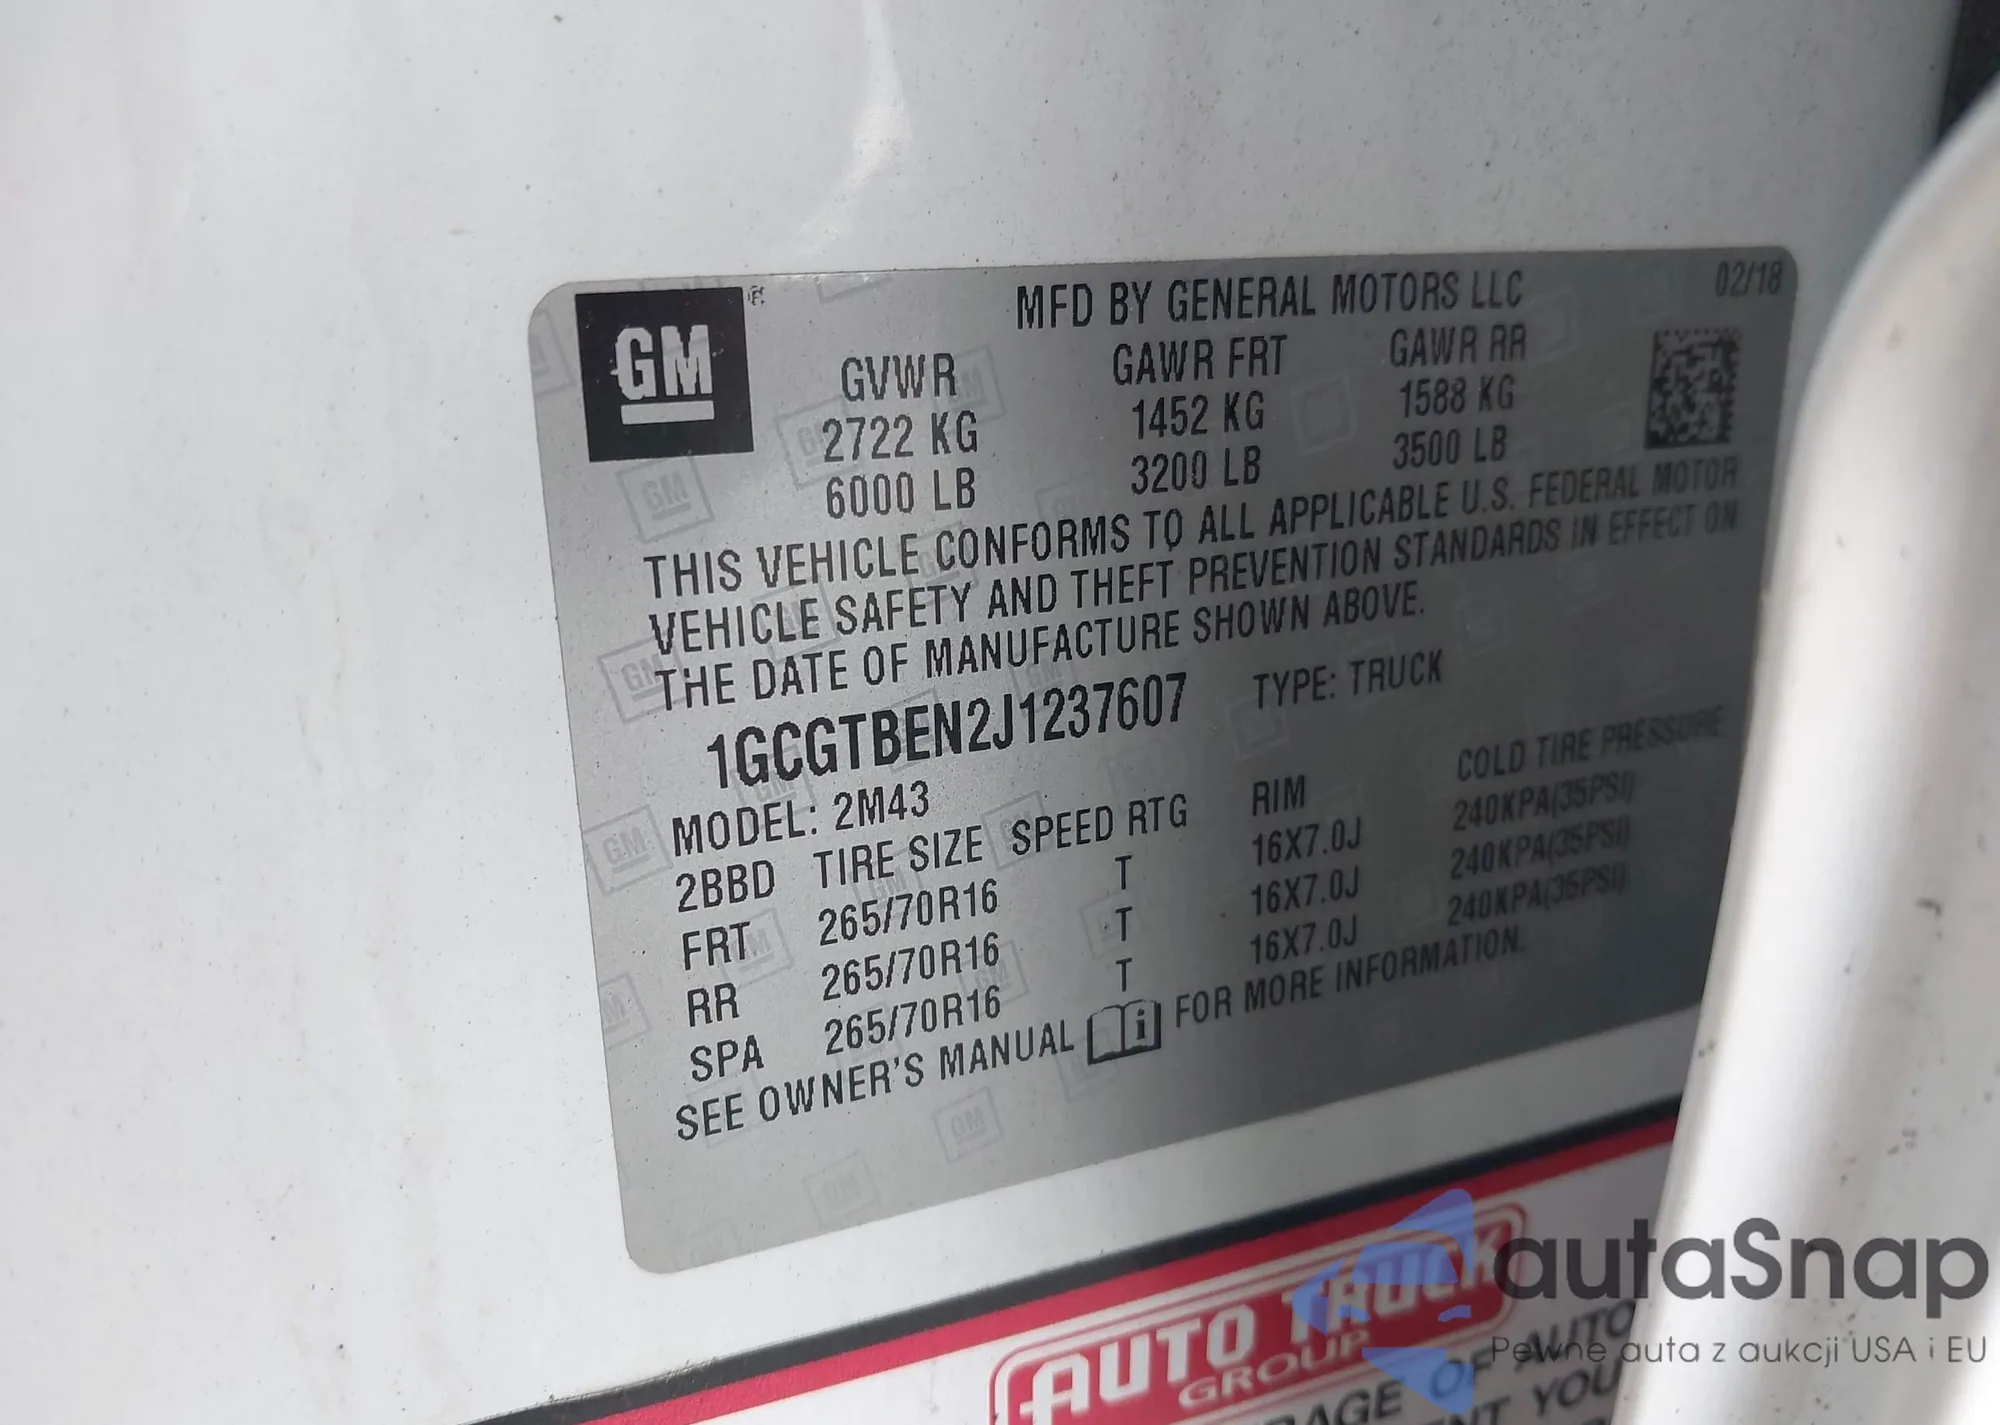 GM
MFD BY GENERAL MOTORS LLC 02/18
GVWR GAWR FRT GAWR RR
2722 KG 1452 KG 1588 KG
6000 LB 3200 LB 3500 LB
THIS VEHICLE CONFORMS TO ALL APPLICABLE U.S. FEDERAL MOTOR
VEHICLE SAFETY AND THEFT PREVENTION STANDARDS IN EFFECT ON
THE DATE OF MANUFACTURE SHOWN ABOVE.
1GCGTBEN2J1237607 TYPE: TRUCK
MODEL: 2M43
2BBD TIRE SIZE SPEED RTG RIM COLD TIRE PRESSURE
FRT 265/70R16 T 16X7.0J 240KPA(35PSI)
RR 265/70R16 T 16X7.0J 240KPA(35PSI)
SPA 265/70R16 T 16X7.0J 240KPA(35PSI)
SEE OWNER'S MANUAL FOR MORE INFORMATION.
AUTO TRUCK
GROUP
autaSnap
Pewne auta z aukcji USA i EU
OF AUTO
YOU